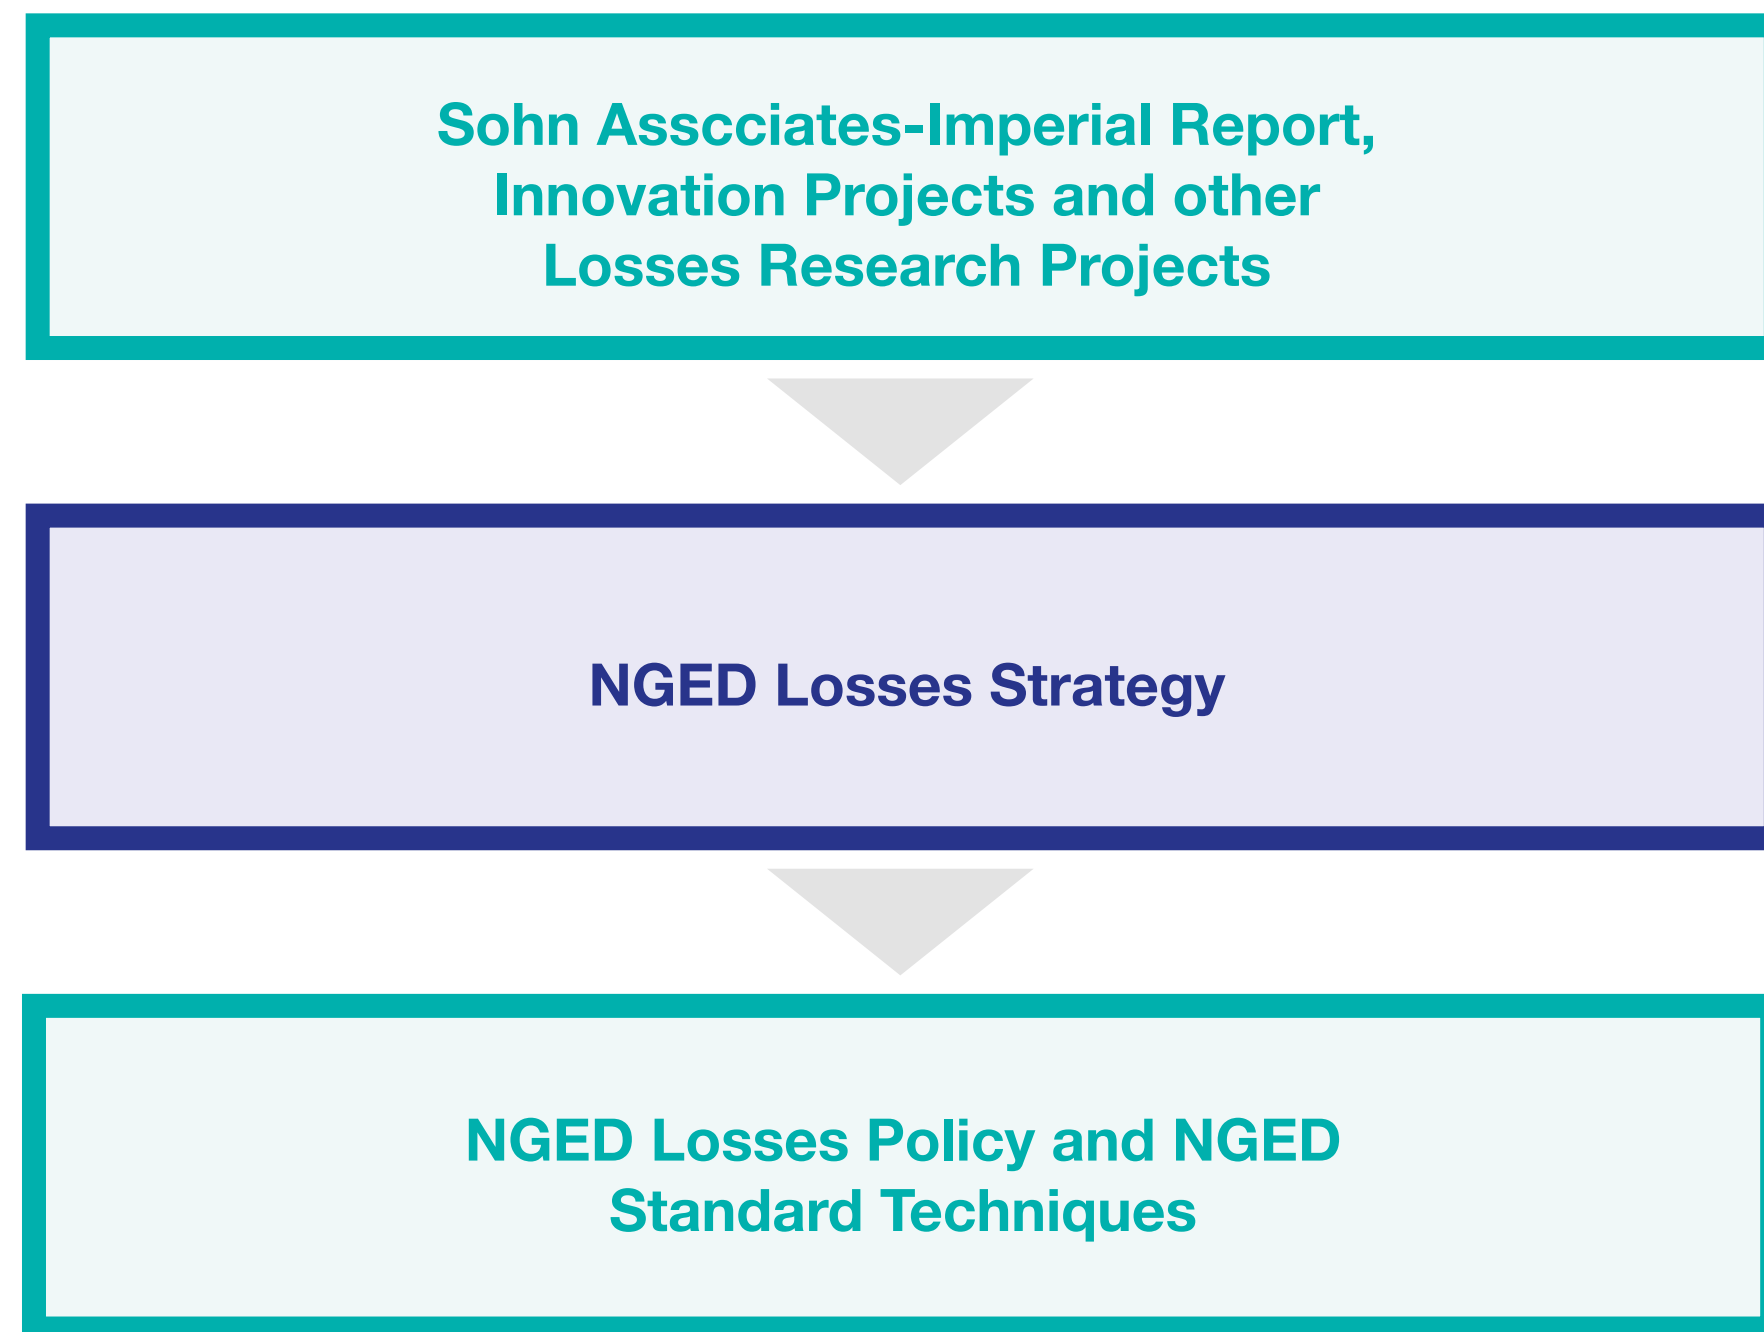 Sohn Asscciates-Imperial Report,
Innovation Projects and other
Losses Research Projects
NGED Losses Strategy
NGED Losses Policy and NGED
Standard Techniques